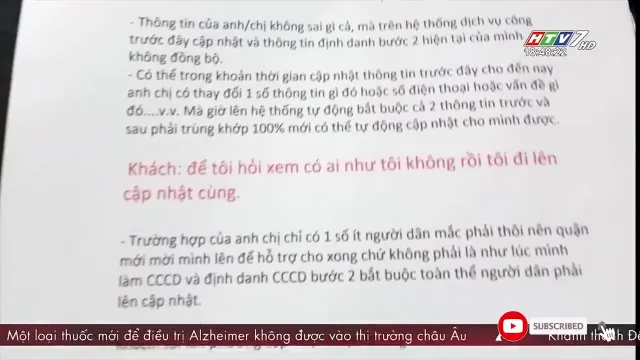 - Thông tin của anh/chị không sai gì cả, mà trên hệ thống dịch vụ công
trước đây cập nhật và thông tin định danh bước 2 hiện tại của mình
không đồng bộ.
- Có thể trong khoản thời gian cập nhật thông tin trước đây cho đến nay
anh chị có thay đổi 1 số thông tin gì đó hoặc số điện thoại hoặc vấn đề gì
đó.....v.v. Mà giờ lên hệ thống tự động bắt buộc cả 2 thông tin trước và
sau phải trùng khớp 100% mới có thể tự động cập nhật cho mình được.
Khách: để tôi hỏi xem có ai như tôi không rồi tôi đi lên
cập nhật cùng.
- Trường hợp của anh chị chỉ có 1 số ít người dân mắc phải thôi nên quận
mới mời mình lên để hỗ trợ cho xong chứ không phải là như lúc mình
làm CCCD và định danh CCCD bước 2 bắt buộc toàn thể người dân phải
lên cập nhật.
HTV7 HD
18:48:22
SUBSCRIBED
Một loại thuốc mới để điều trị Alzheimer không được vào thị trường châu Âu
Khánh thành Đề